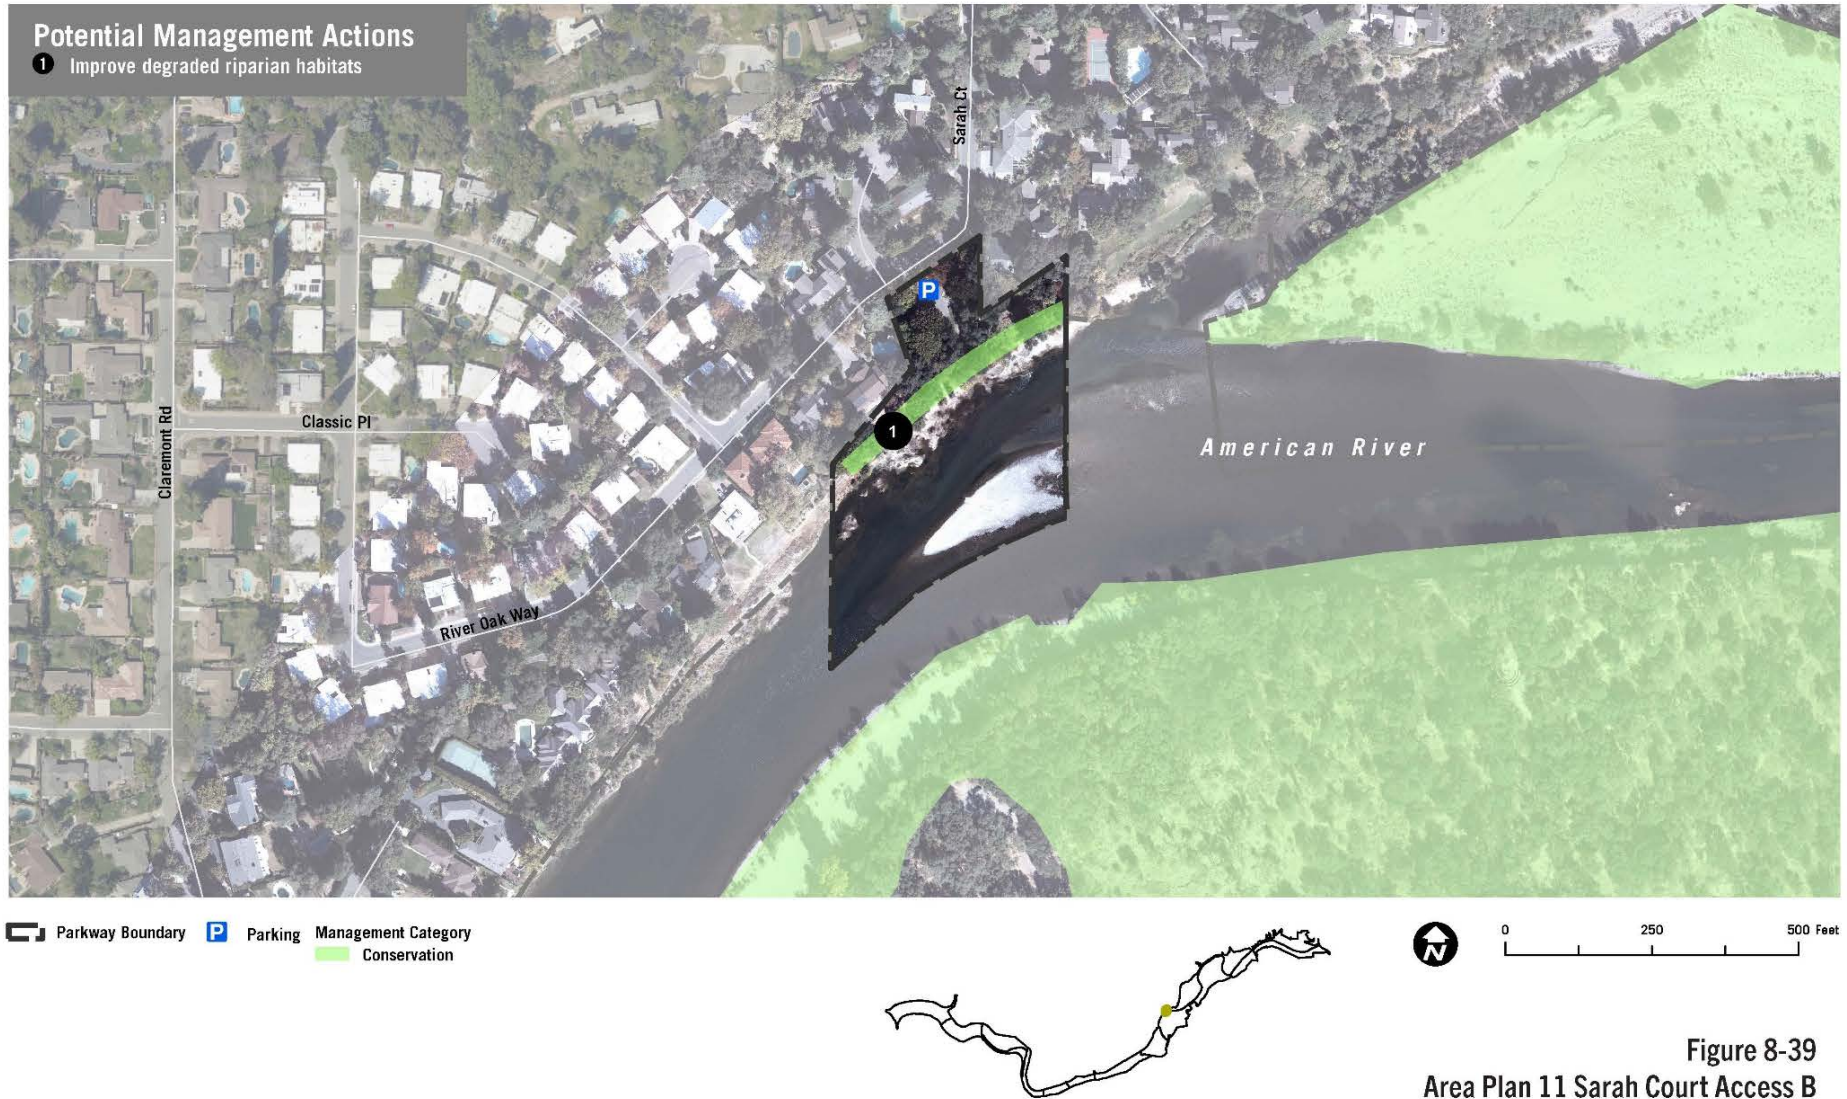 Potential Management Actions
1 Improve degraded riparian habitats
Sarah Ct
P
Classic Pl
Claremont Rd
1
American River
River Oak Way
Parkway Boundary
P Parking
Management Category
Conservation
N
0 250 500 Feet
Figure 8-39
Area Plan 11 Sarah Court Access B